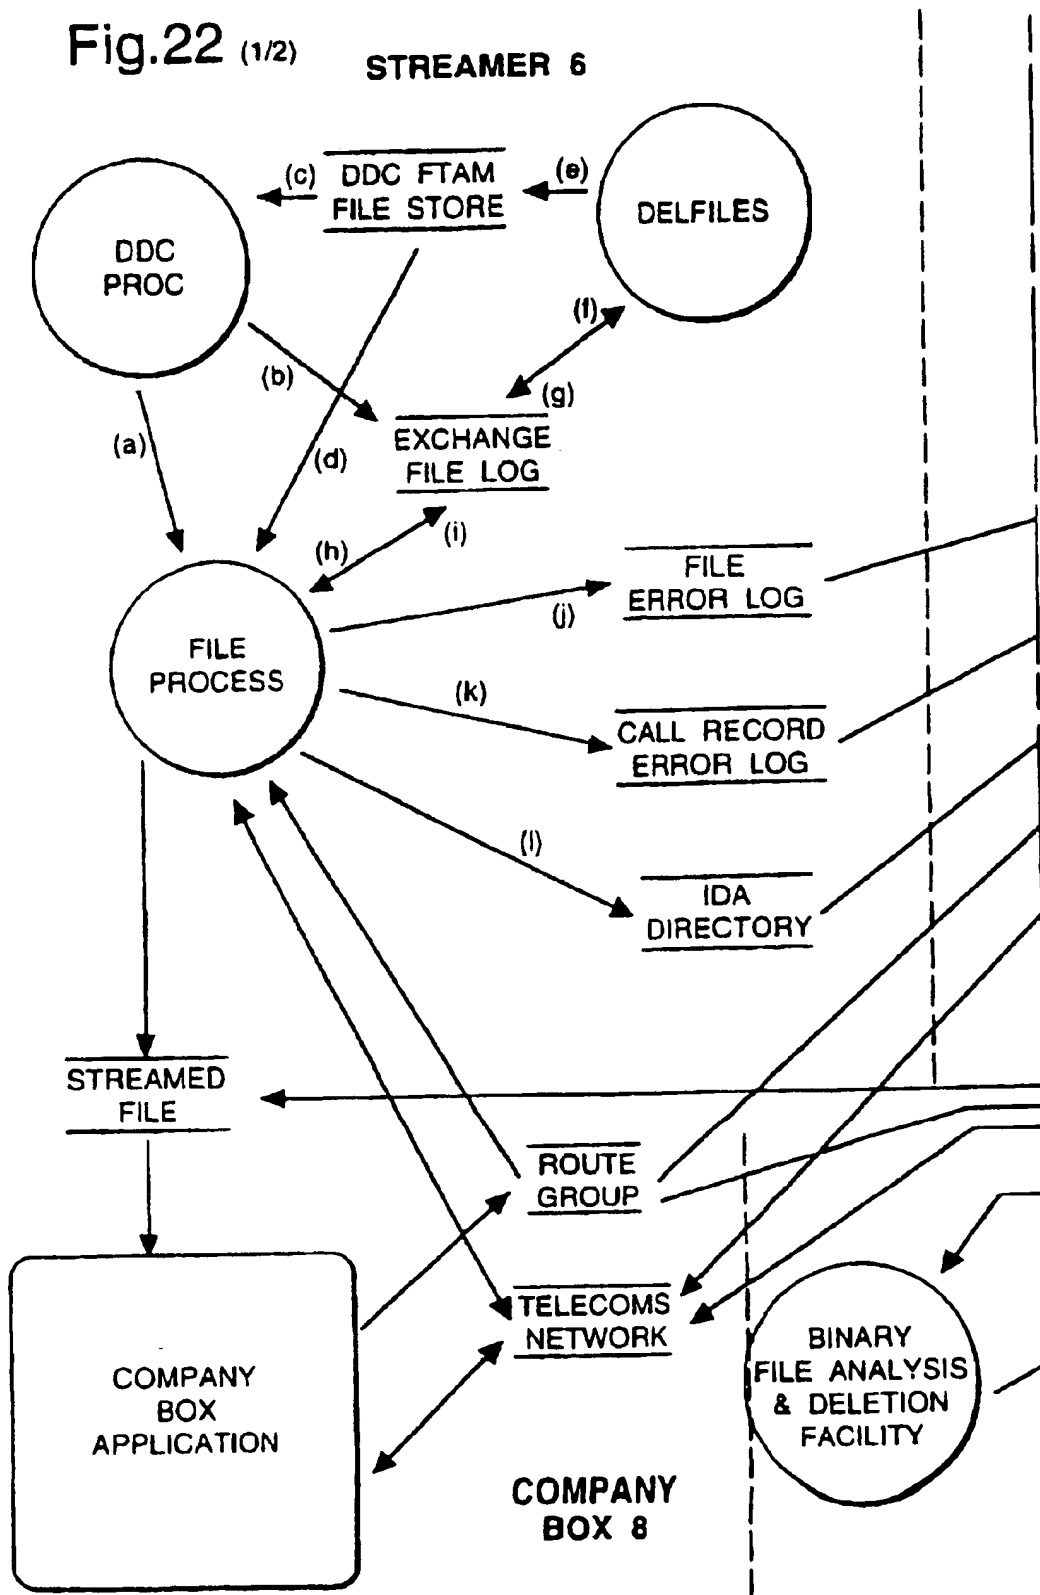 Fig.22 (1/2)
STREAMER 6
(c)
DDC FTAM
FILE STORE
(e)
DELFILES
DDC
PROC
(f)
(b)
(g)
(a)
(d)
EXCHANGE
FILE LOG
(h)
(i)
FILE
ERROR LOG
(j)
FILE
PROCESS
(k)
CALL RECORD
ERROR LOG
(l)
IDA
DIRECTORY
STREAMED
FILE
ROUTE
GROUP
TELECOMS
NETWORK
COMPANY
BOX
APPLICATION
BINARY
FILE ANALYSIS
& DELETION
FACILITY
COMPANY
BOX 8